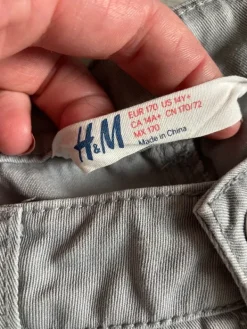 H&M
EUR 170 US 14Y+
CA 14A+ CN 170/72
MX 170
Made in China